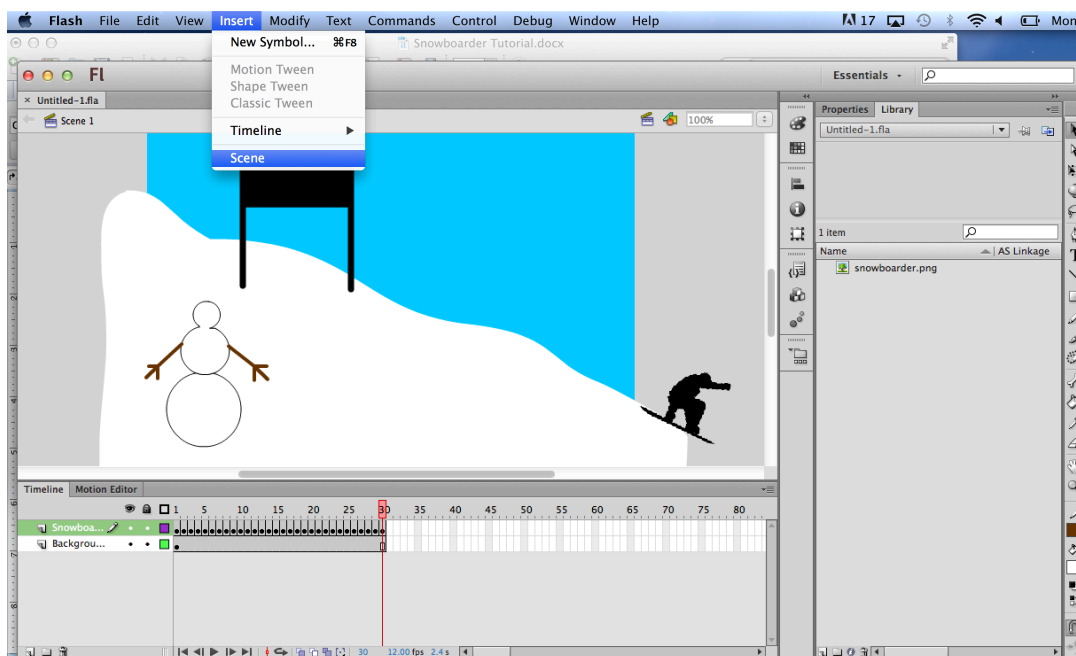 Flash File Edit View Insert Modify Text Commands Control Debug Window Help 17 Mon
New Symbol... ⌘F8
Snowboarder Tutorial.docx
Motion Tween
Shape Tween
Classic Tween
Timeline
Scene
Fl
Essentials
× Untitled-1.fla
Scene 1
100%
Properties Library
Untitled-1.fla
1 item
Name AS Linkage
snowboarder.png
Timeline Motion Editor
1 5 10 15 20 25 30 35 40 45 50 55 60 65 70 75 80
Snowboa...
Backgrou...
30 12.00 fps 2.4 s